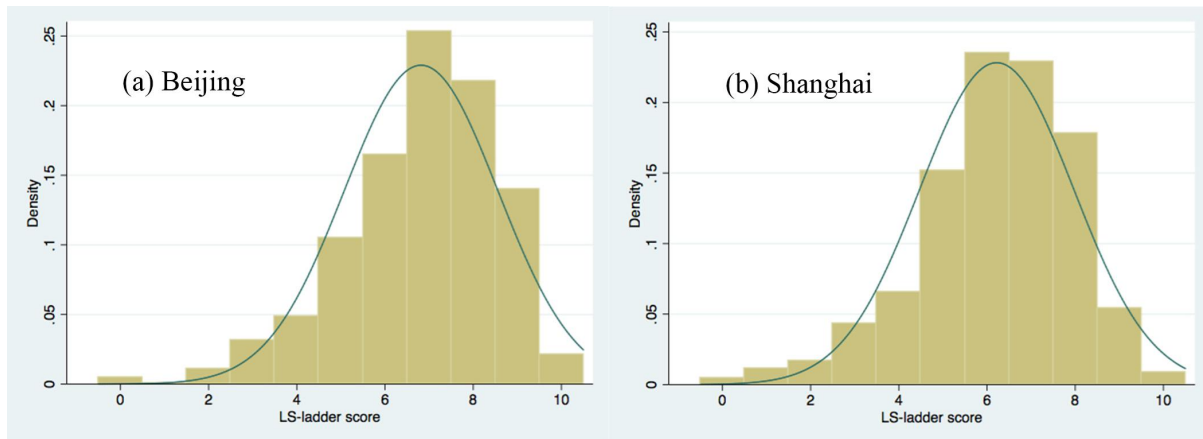 (a) Beijing
Density
.25
.2
.15
.1
.05
0
0 2 4 6 8 10
LS-ladder score
(b) Shanghai
Density
.25
.2
.15
.1
.05
0
0 2 4 6 8 10
LS-ladder score